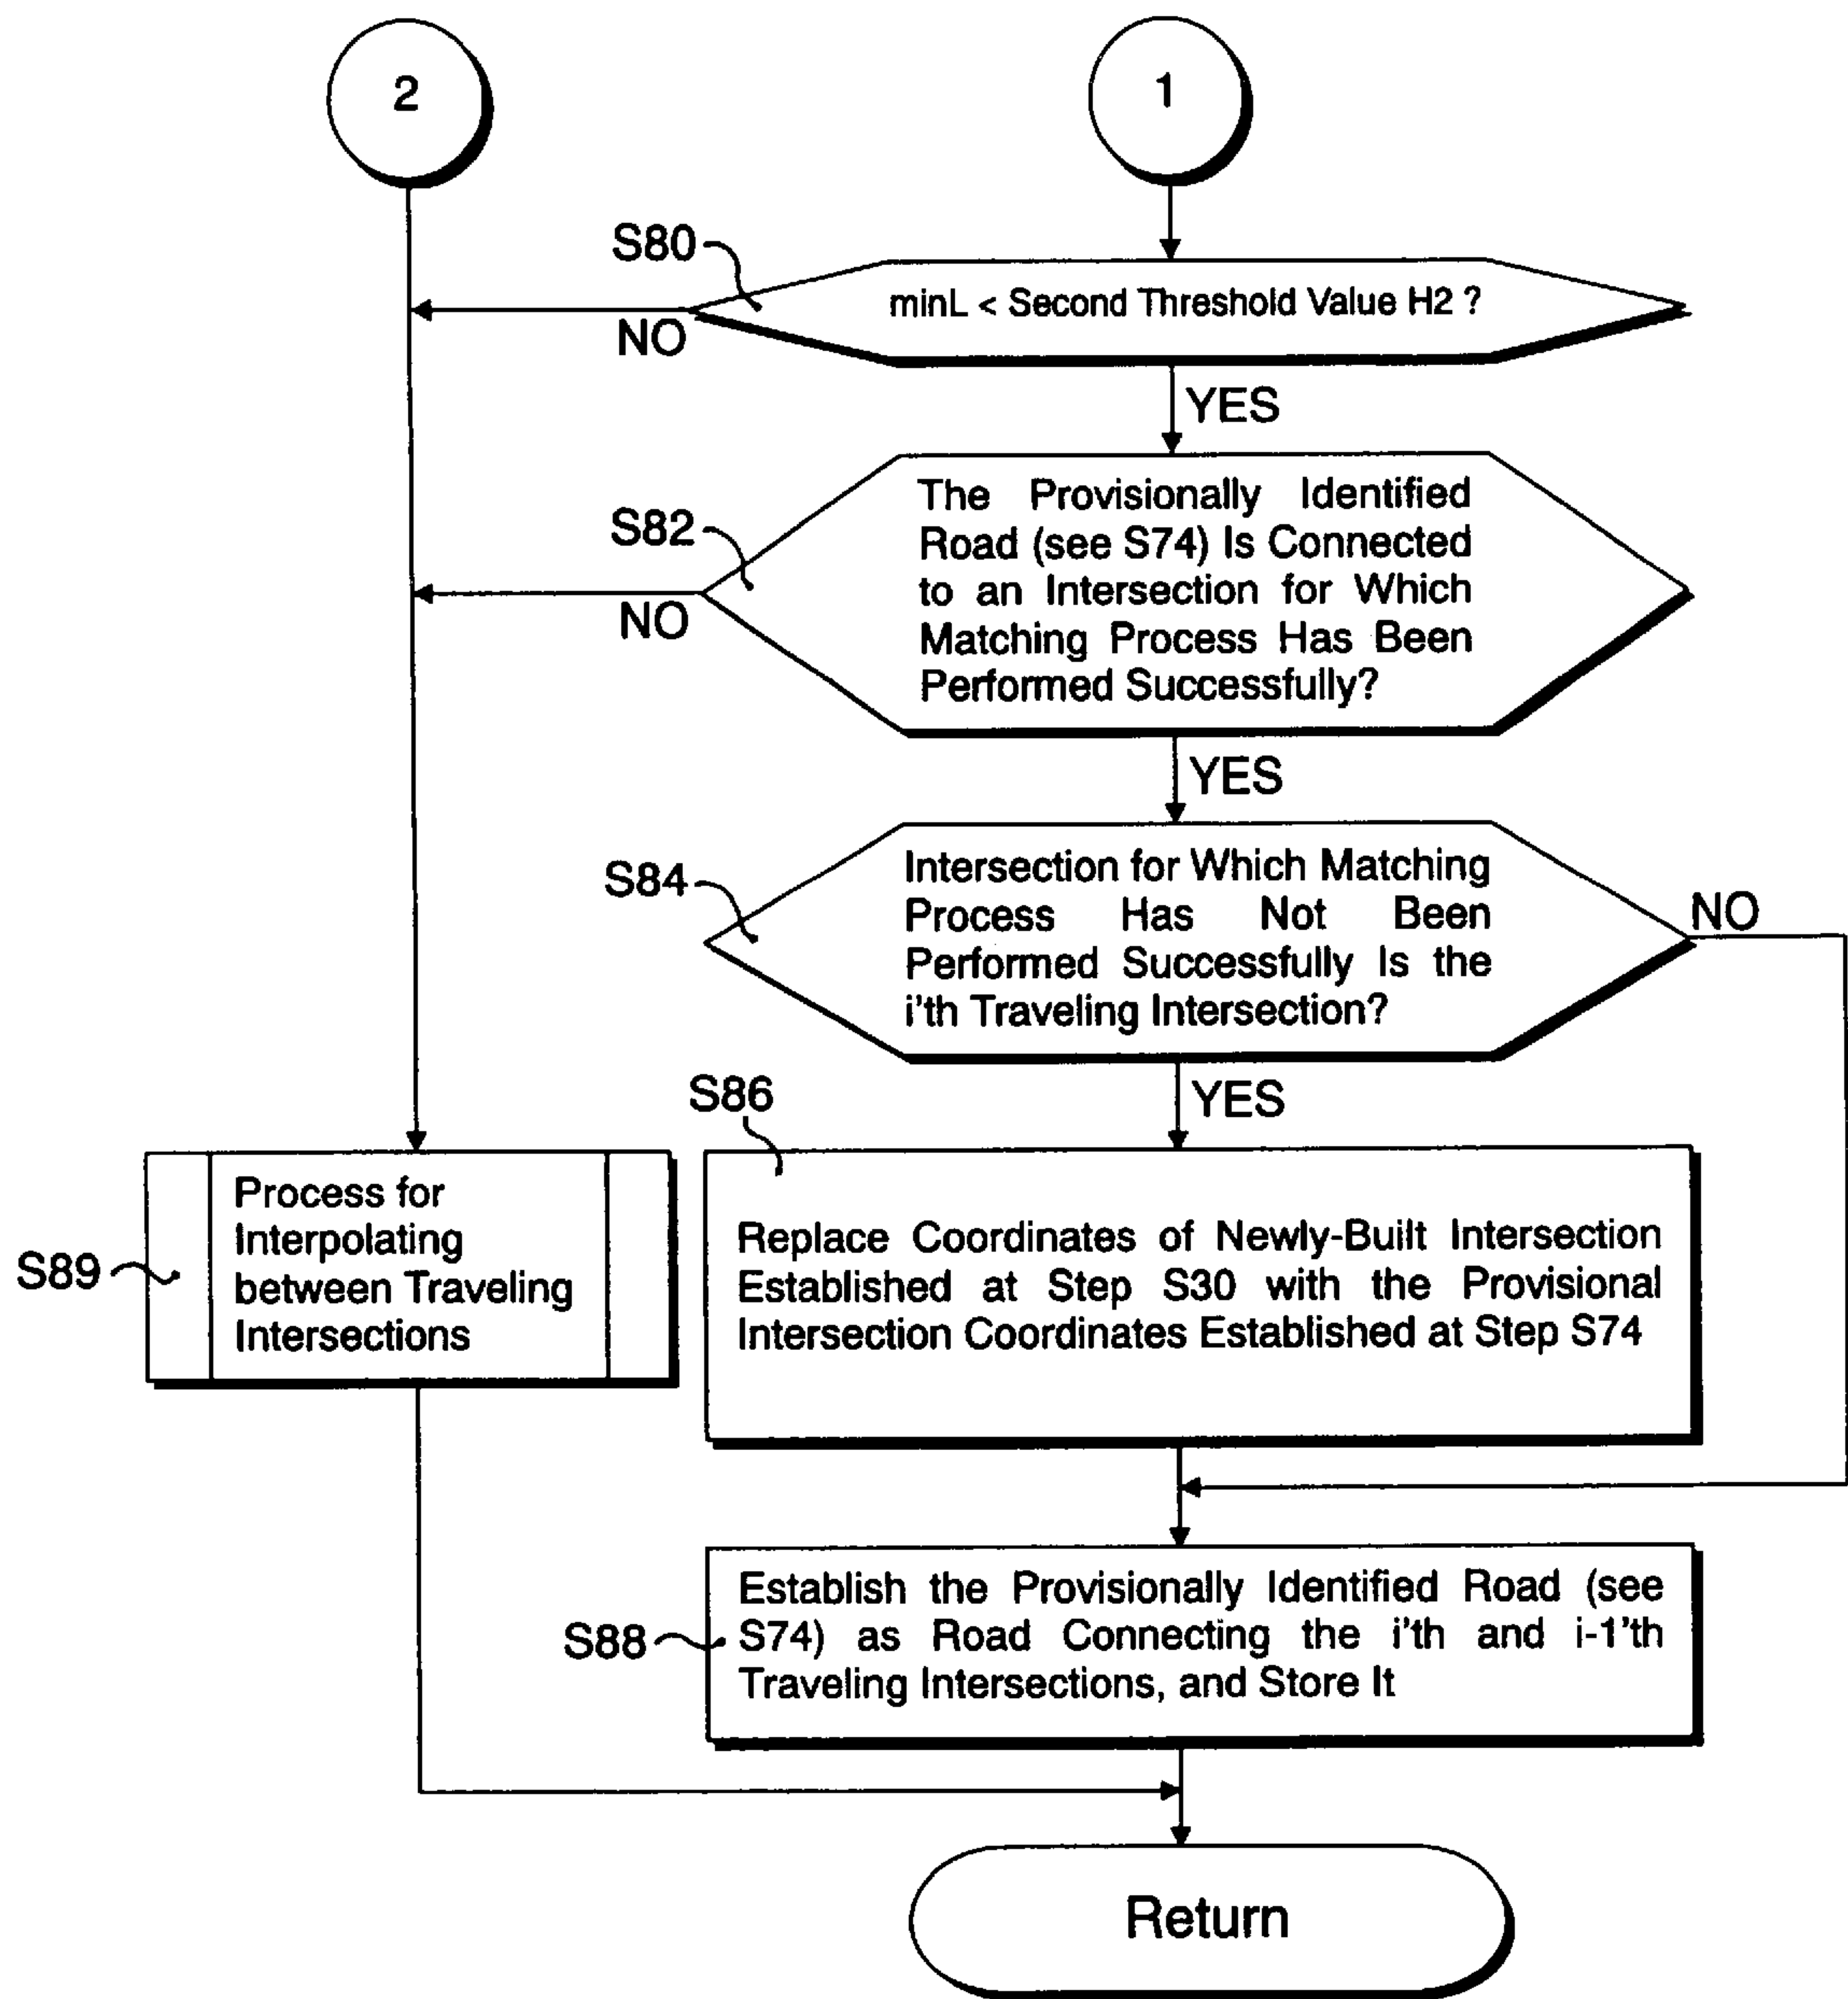 2
1
S80
minL < Second Threshold Value H2 ?
NO
YES
S82
The Provisionally Identified
Road (see S74) Is Connected
to an Intersection for Which
Matching Process Has Been
Performed Successfully?
NO
YES
S84
Intersection for Which Matching
Process Has Not Been
Performed Successfully Is the
i'th Traveling Intersection?
NO
YES
S86
Replace Coordinates of Newly-Built Intersection
Established at Step S30 with the Provisional
Intersection Coordinates Established at Step S74
S89
Process for
Interpolating
between Traveling
Intersections
S88
Establish the Provisionally Identified Road (see
S74) as Road Connecting the i'th and i-1'th
Traveling Intersections, and Store It
Return